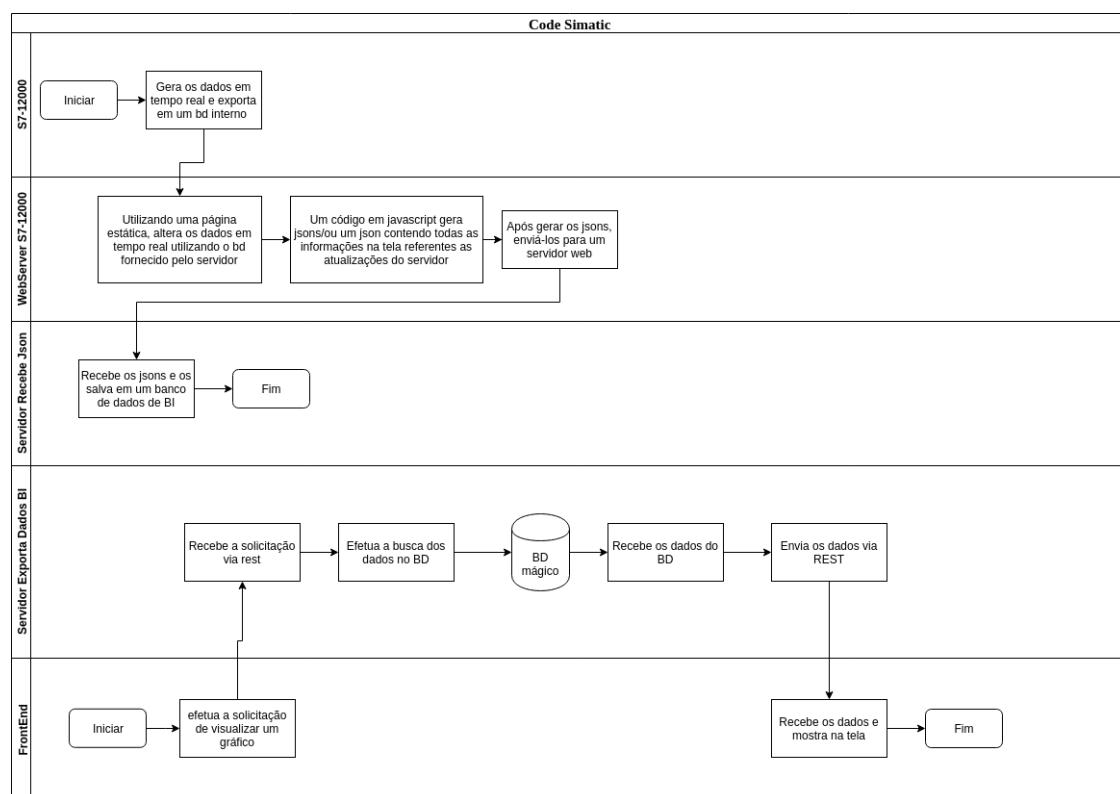 Code Simatic
S7-12000
Iniciar
Gera os dados em
tempo real e exporta
em um bd interno
WebServer S7-12000
Utilizando uma página
estática, altera os dados em
tempo real utilizando o bd
fornecido pelo servidor
Um código em javascript gera
jsons/ou um json contendo todas as
informações na tela referentes as
atualizações do servidor
Após gerar os jsons,
enviá-los para um
servidor web
Servidor Recebe Json
Recebe os jsons e os
salva em um banco
de dados de BI
Fim
Servidor Exporta Dados BI
Recebe a solicitação
via rest
Efetua a busca dos
dados no BD
BD
mágico
Recebe os dados do
BD
Envia os dados via
REST
FrontEnd
Iniciar
efetua a solicitação
de visualizar um
gráfico
Recebe os dados e
mostra na tela
Fim